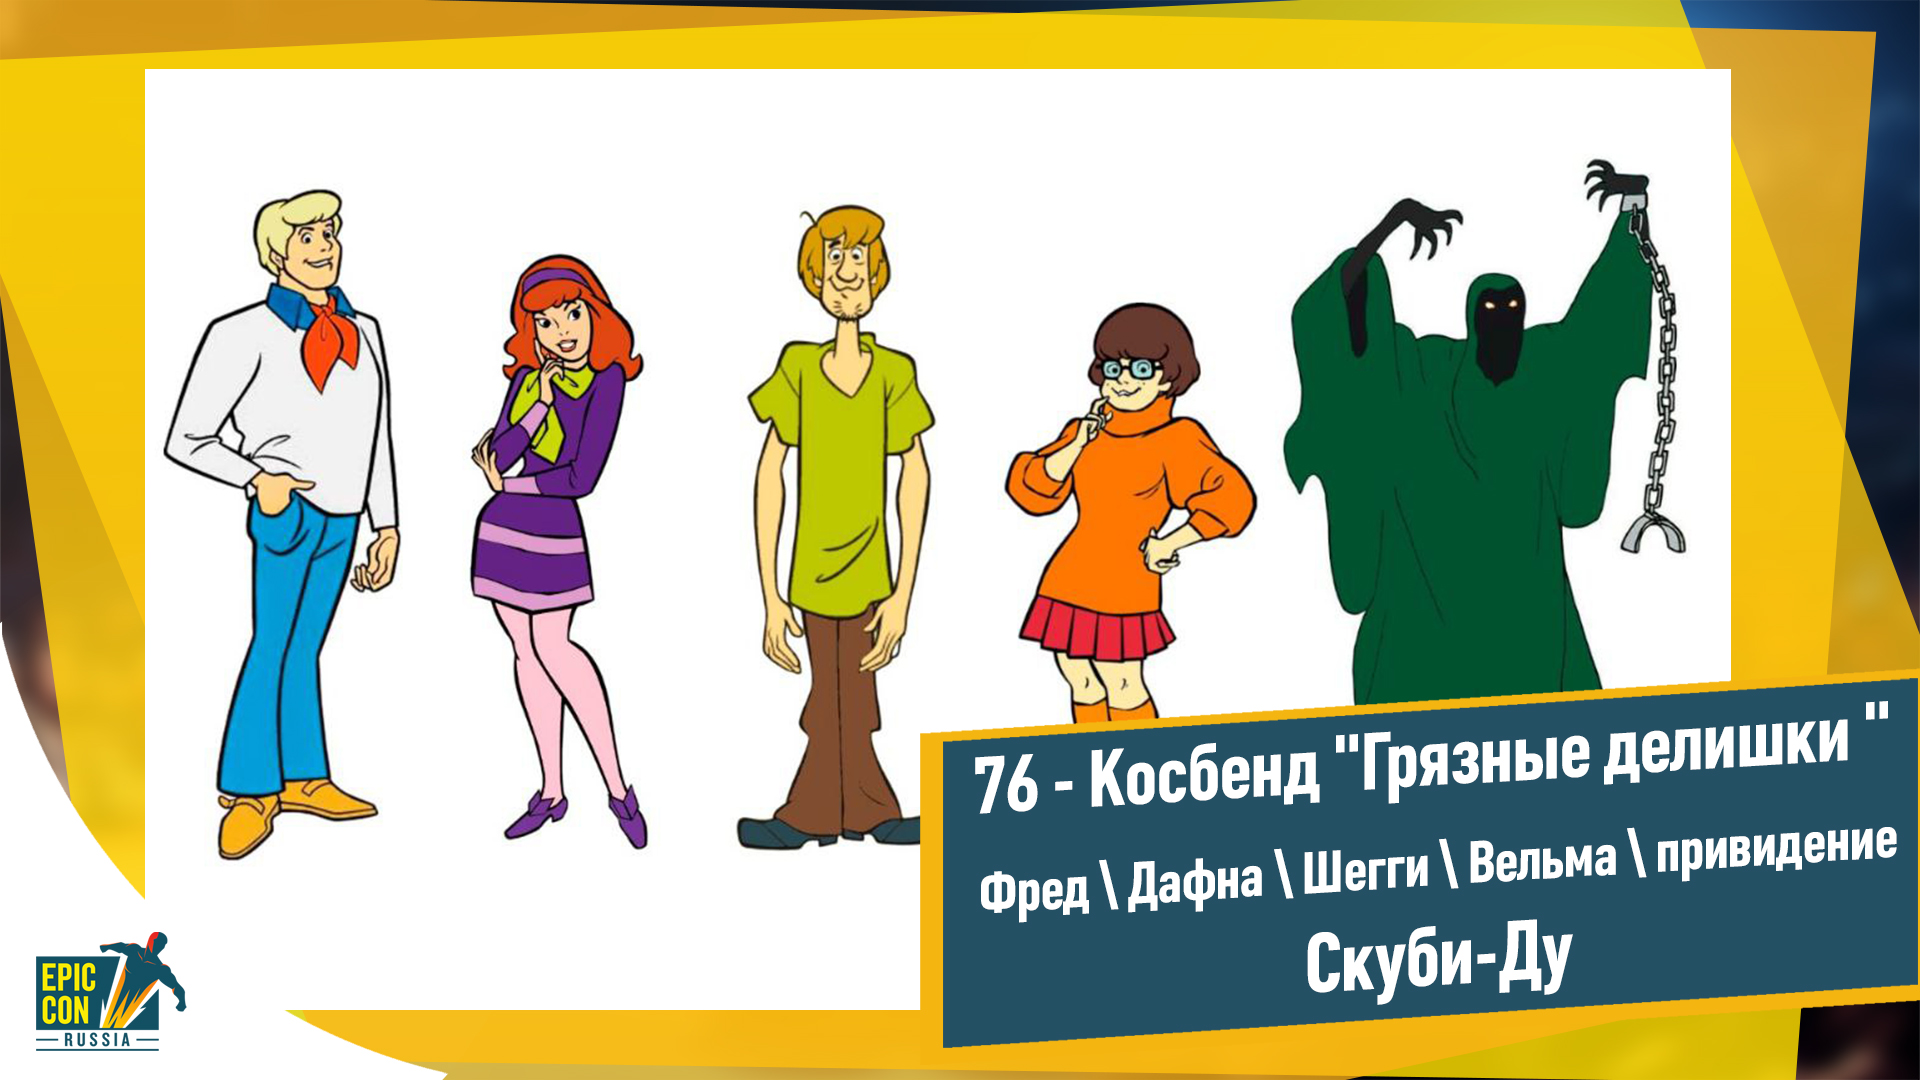 76 - Косбенд "Грязные делишки "
Фред \ Дафна \ Шегги \ Вельма \ привидение
Скуби-Ду
EPIC
CON
RUSSIA